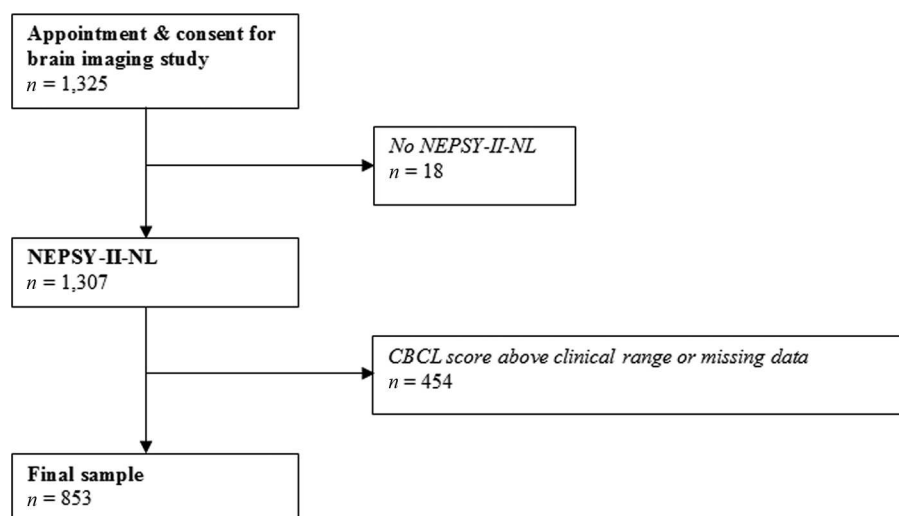 Appointment & consent for
brain imaging study
n = 1,325
No NEPSY-II-NL
n = 18
NEPSY-II-NL
n = 1,307
CBCL score above clinical range or missing data
n = 454
Final sample
n = 853